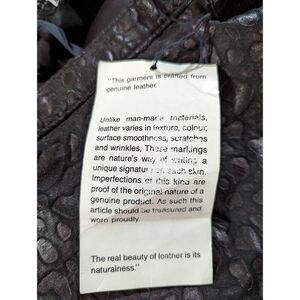 "This garment is crafted from
genuine leather.
Unlike man-made materials,
leather varies in texture, colour,
surface smoothness, scratches
and wrinkles, These markings
are nature's way of writing a
unique signature on each skin.
Imperfections of this kind are
proof of the original nature of a
genuine product. As such this
article should be treasured and
worn proudly.
The real beauty of leather is its
naturalness."